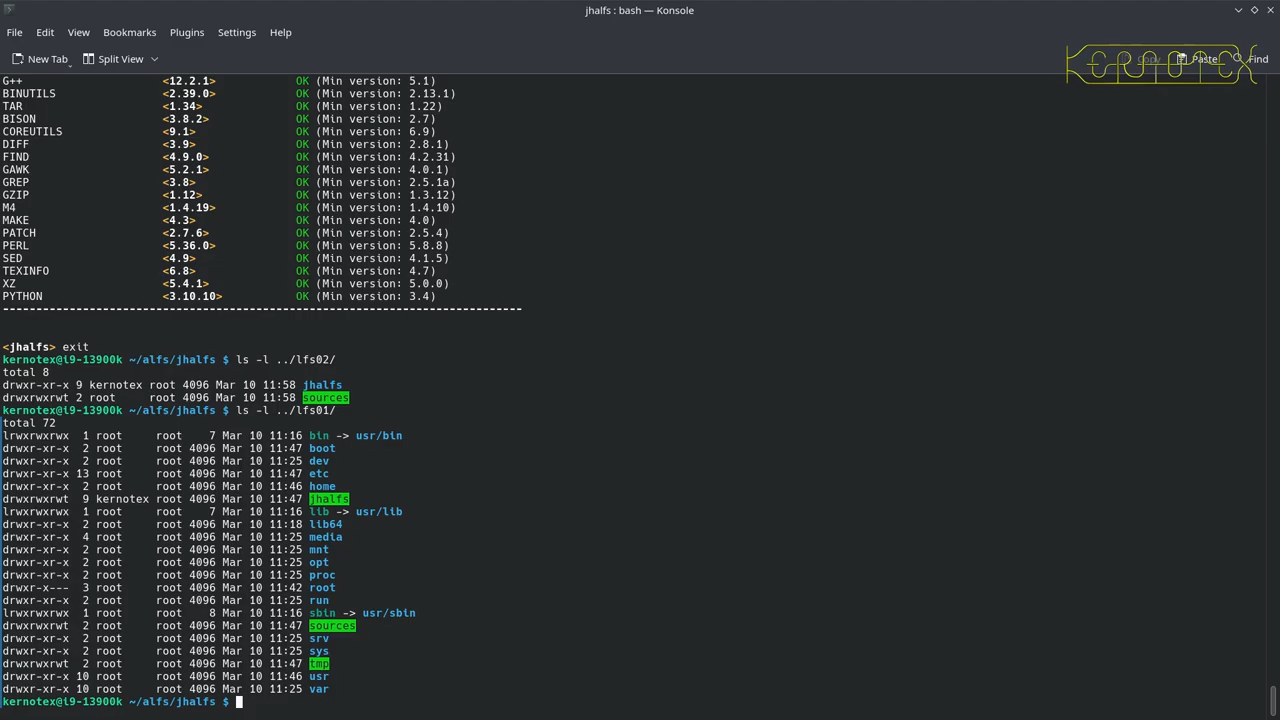 jhalfs : bash — Konsole
File Edit View Bookmarks Plugins Settings Help
New Tab Split View Copy Paste Find
KERNOTEX
G++ <12.2.1> OK (Min version: 5.1)
BINUTILS <2.39.0> OK (Min version: 2.13.1)
TAR <1.34> OK (Min version: 1.22)
BISON <3.8.2> OK (Min version: 2.7)
COREUTILS <9.1> OK (Min version: 6.9)
DIFF <3.9> OK (Min version: 2.8.1)
FIND <4.9.0> OK (Min version: 4.2.31)
GAWK <5.2.1> OK (Min version: 4.0.1)
GREP <3.8> OK (Min version: 2.5.1a)
GZIP <1.12> OK (Min version: 1.3.12)
M4 <1.4.19> OK (Min version: 1.4.10)
MAKE <4.3> OK (Min version: 4.0)
PATCH <2.7.6> OK (Min version: 2.5.4)
PERL <5.36.0> OK (Min version: 5.8.8)
SED <4.9> OK (Min version: 4.1.5)
TEXINFO <6.8> OK (Min version: 4.7)
XZ <5.4.1> OK (Min version: 5.0.0)
PYTHON <3.10.10> OK (Min version: 3.4)
------------------------------------------------------------------------------
<jhalfs> exit
kernotex@i9-13900k ~/alfs/jhalfs $ ls -l ../lfs02/
total 8
drwxr-xr-x 9 kernotex root 4096 Mar 10 11:58 jhalfs
drwxrwxrwt 2 root root 4096 Mar 10 11:58 sources
kernotex@i9-13900k ~/alfs/jhalfs $ ls -l ../lfs01/
total 72
lrwxrwxrwx 1 root root 7 Mar 10 11:16 bin -> usr/bin
drwxr-xr-x 2 root root 4096 Mar 10 11:47 boot
drwxr-xr-x 2 root root 4096 Mar 10 11:25 dev
drwxr-xr-x 13 root root 4096 Mar 10 11:47 etc
drwxr-xr-x 2 root root 4096 Mar 10 11:46 home
drwxrwxrwt 9 kernotex root 4096 Mar 10 11:47 jhalfs
lrwxrwxrwx 1 root root 7 Mar 10 11:16 lib -> usr/lib
drwxr-xr-x 2 root root 4096 Mar 10 11:18 lib64
drwxr-xr-x 4 root root 4096 Mar 10 11:25 media
drwxr-xr-x 2 root root 4096 Mar 10 11:25 mnt
drwxr-xr-x 2 root root 4096 Mar 10 11:25 opt
drwxr-xr-x 2 root root 4096 Mar 10 11:25 proc
drwxr-x--- 3 root root 4096 Mar 10 11:42 root
drwxr-xr-x 2 root root 4096 Mar 10 11:25 run
lrwxrwxrwx 1 root root 8 Mar 10 11:16 sbin -> usr/sbin
drwxrwxrwt 2 root root 4096 Mar 10 11:47 sources
drwxr-xr-x 2 root root 4096 Mar 10 11:25 srv
drwxr-xr-x 2 root root 4096 Mar 10 11:25 sys
drwxrwxrwt 2 root root 4096 Mar 10 11:47 tmp
drwxr-xr-x 10 root root 4096 Mar 10 11:46 usr
drwxr-xr-x 10 root root 4096 Mar 10 11:25 var
kernotex@i9-13900k ~/alfs/jhalfs $